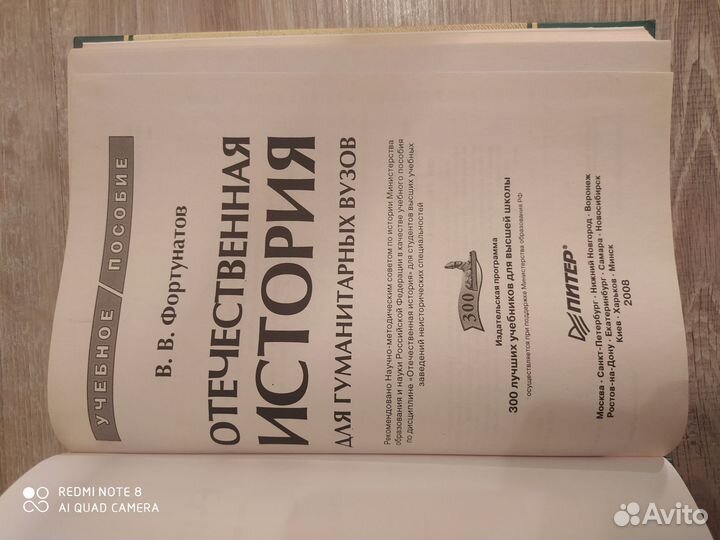 УЧЕБНОЕ / ПОСОБИЕ
В. В. Фортунатов
ОТЕЧЕСТВЕННАЯ
ИСТОРИЯ
ДЛЯ ГУМАНИТАРНЫХ ВУЗОВ
Рекомендовано Научно-методическим советом по истории Министерства
образования и науки Российской Федерации в качестве учебного пособия
по дисциплине «Отечественная история» для студентов высших учебных
заведений неисторических специальностей
300
Издательская программа
300 лучших учебников для высшей школы
осуществляется при поддержке Министерства образования РФ
ПИТЕР®
Москва · Санкт-Петербург · Нижний Новгород · Воронеж
Ростов-на-Дону · Екатеринбург · Самара · Новосибирск
Киев · Харьков · Минск
2008
REDMI NOTE 8
AI QUAD CAMERA
Avito